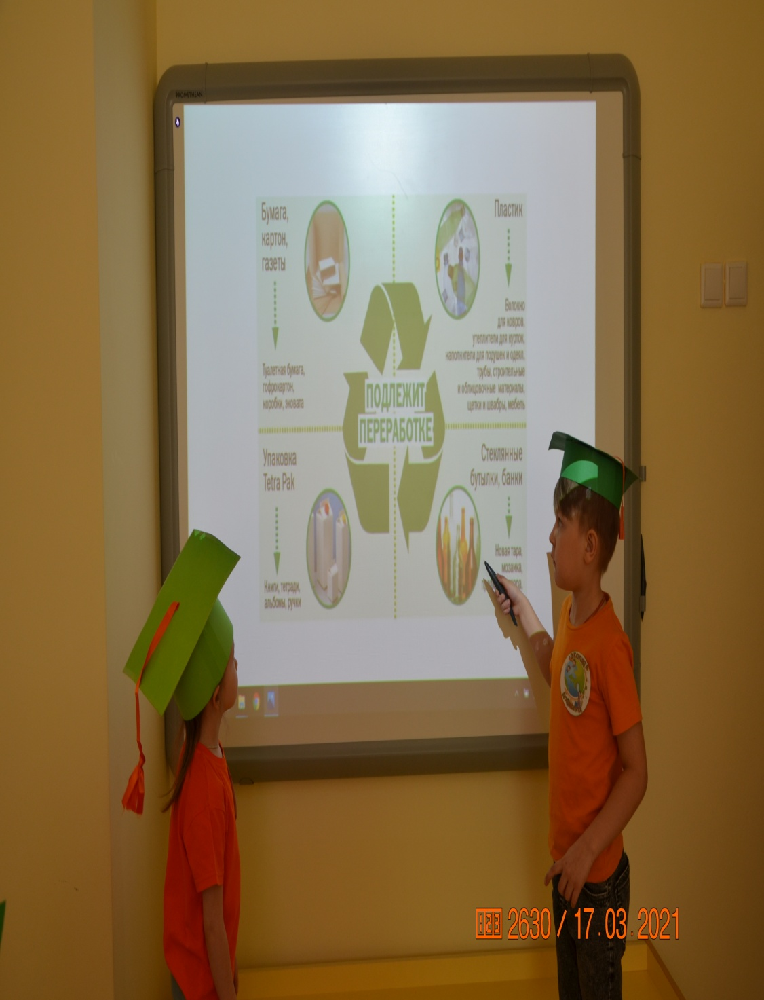 PROMETHEAN
Бумага,
картон,
газеты
Туалетная бумага,
гофрокартон,
коробки, эковата
Пластик
Волокно
для ковров,
утеплители для курток,
наполнители для подушек и одеял,
трубы, строительные
и облицовочные материалы,
щетки и швабры, мебель
ПОДЛЕЖИТ
ПЕРЕРАБОТКЕ
Упаковка
Tetra Pak
Книги, тетради,
альбомы, ручки
Стеклянные
бутылки, банки
Новая тара,
мозаика,
123 2630 / 17.03.2021